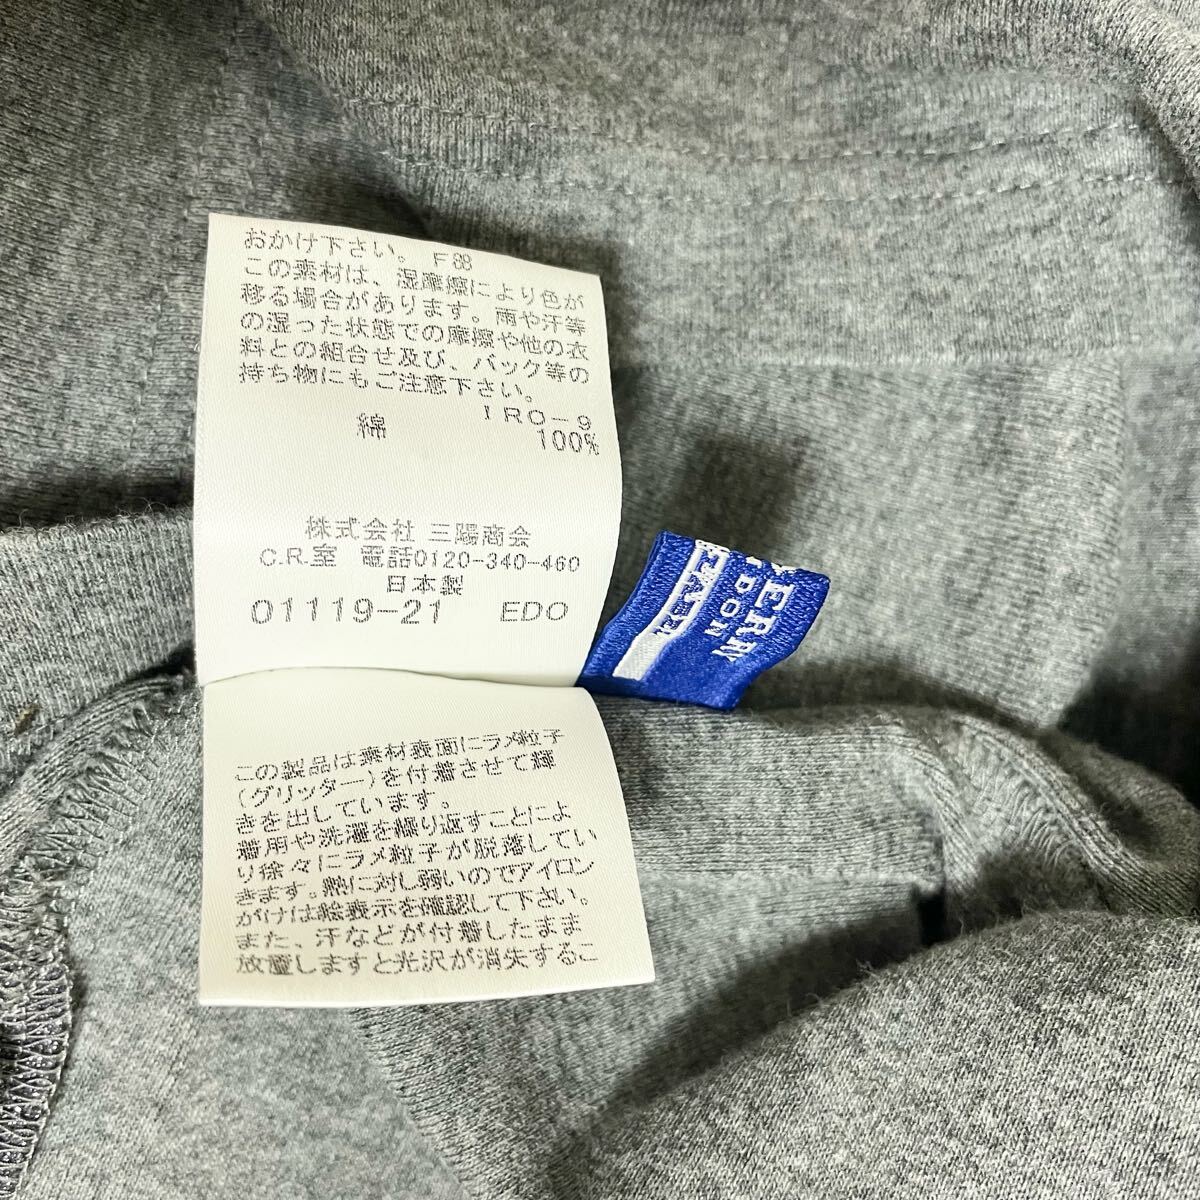 おかけ下さい。 F88
この素材は、湿摩擦により色が
移る場合があります。雨や汗等
の湿った状態での摩擦や他の衣
料との組合せ及び、バック等の
持ち物にもご注意下さい。
IRO-9
綿 100%
株式会社 三陽商会
C.R.室 電話0120-340-460
日本製
01119-21 EDO
この製品は素材表面にラメ粒子
(グリッター)を付着させて輝
きを出しています。
着用や洗濯を繰り返すことによ
り徐々にラメ粒子が脱落してい
きます。熱に対し弱いのでアイロン
がけは絵表示を確認して下さい。
また、汗などが付着したまま
放置しますと光沢が消失するこ